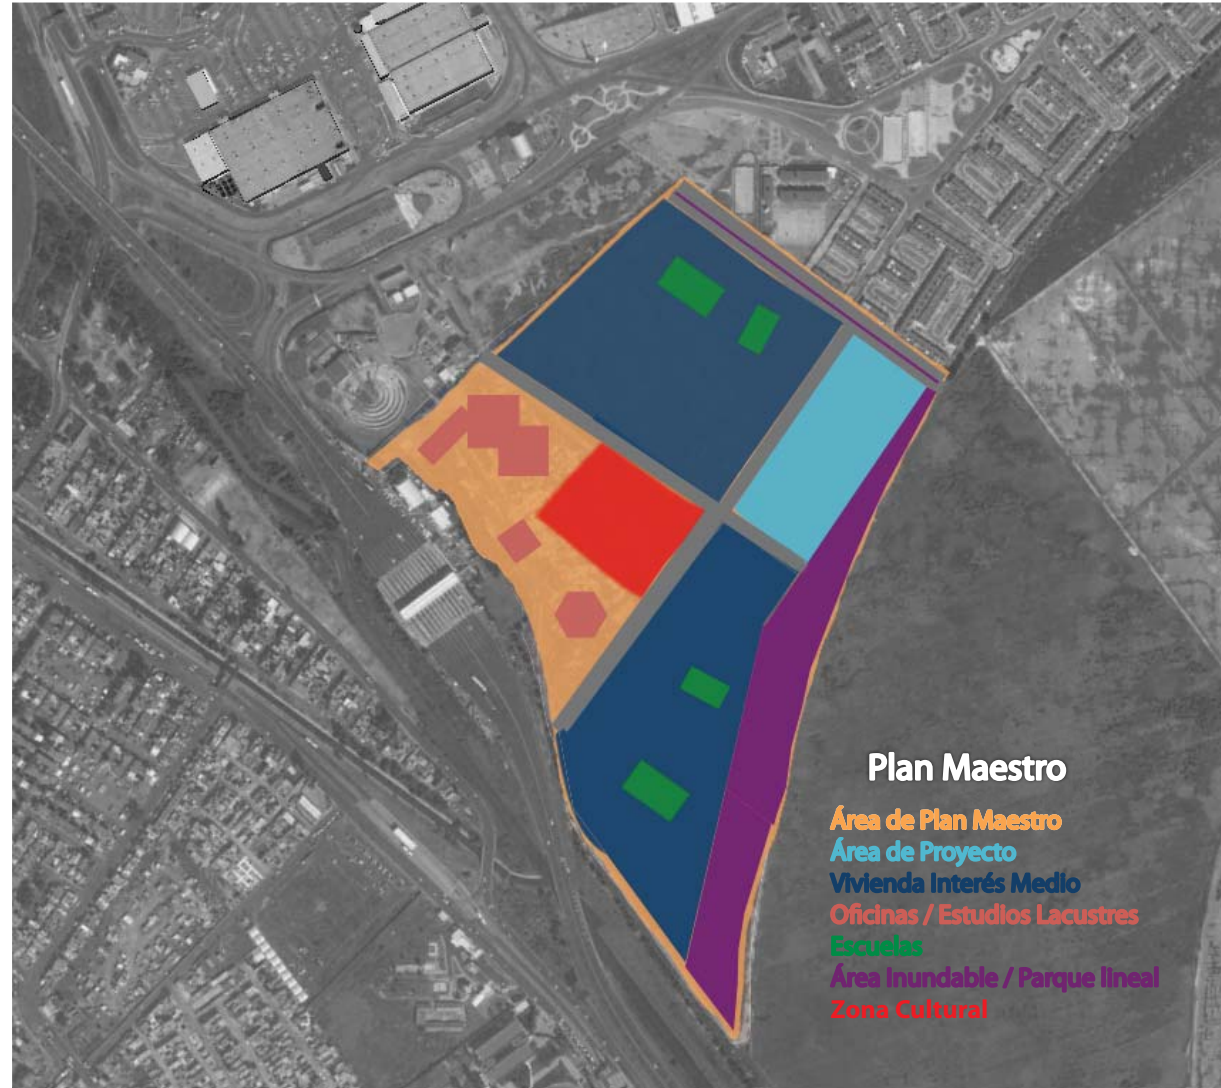 Plan Maestro
Área de Plan Maestro
Área de Proyecto
Vivienda Interés Medio
Oficinas / Estudios Lacustres
Escuelas
Área Inundable / Parque lineal
Zona Cultural